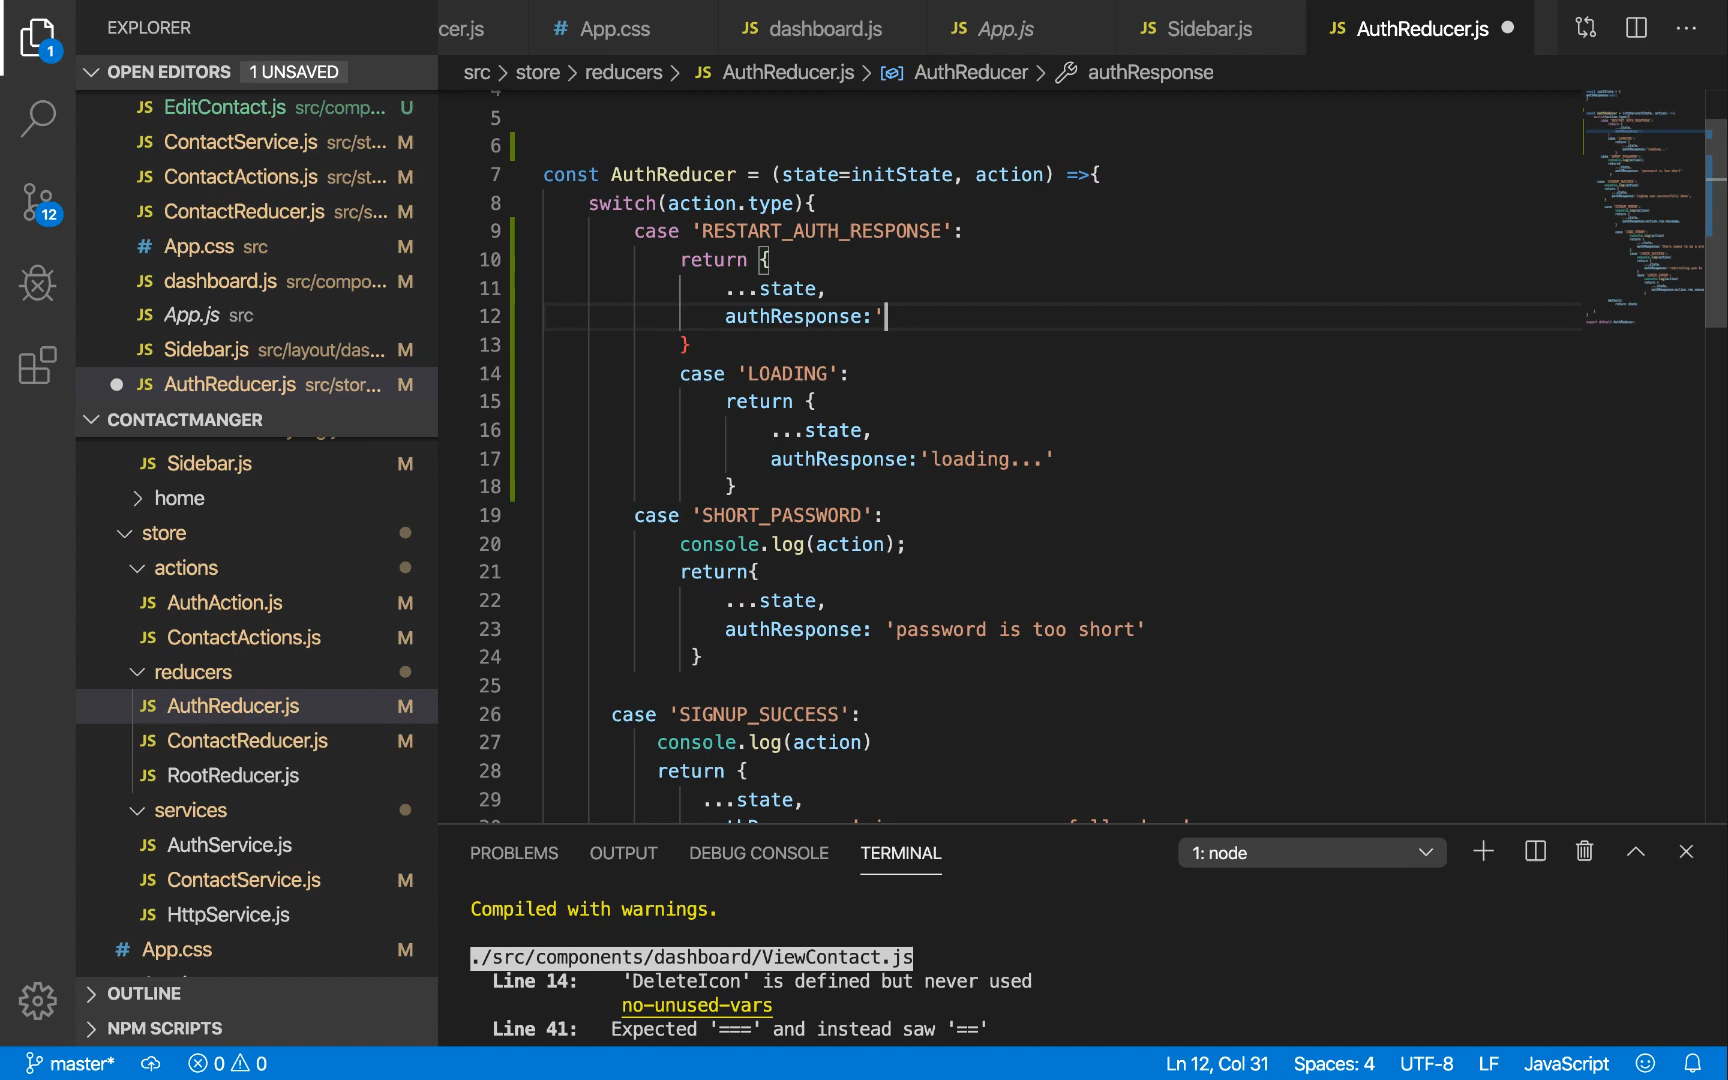 EXPLORER
cer.js
# App.css
JS dashboard.js
JS App.js
JS Sidebar.js
JS AuthReducer.js
1
OPEN EDITORS 1 UNSAVED
src > store > reducers > JS AuthReducer.js > AuthReducer > authResponse
JS EditContact.js src/comp... U
JS ContactService.js src/st... M
JS ContactActions.js src/st... M
JS ContactReducer.js src/s... M
12
# App.css src M
JS dashboard.js src/compo... M
JS App.js src
JS Sidebar.js src/layout/das... M
JS AuthReducer.js src/stor... M
CONTACTMANGER
JS Sidebar.js M
> home
store
actions
JS AuthAction.js M
JS ContactActions.js M
reducers
JS AuthReducer.js M
JS ContactReducer.js M
JS RootReducer.js
services
JS AuthService.js
JS ContactService.js M
JS HttpService.js
# App.css M
> OUTLINE
> NPM SCRIPTS
4
5
6
7 const AuthReducer = (state=initState, action) =>{
8 switch(action.type){
9 case 'RESTART_AUTH_RESPONSE':
10 return {
11 ...state,
12 authResponse:'
13 }
14 case 'LOADING':
15 return {
16 ...state,
17 authResponse:'loading...'
18 }
19 case 'SHORT_PASSWORD':
20 console.log(action);
21 return{
22 ...state,
23 authResponse: 'password is too short'
24 }
25
26 case 'SIGNUP_SUCCESS':
27 console.log(action)
28 return {
29 ...state,
PROBLEMS OUTPUT DEBUG CONSOLE TERMINAL 1: node
Compiled with warnings.
./src/components/dashboard/ViewContact.js
Line 14: 'DeleteIcon' is defined but never used
no-unused-vars
Line 41: Expected '===' and instead saw '=='
master* 0 0 Ln 12, Col 31 Spaces: 4 UTF-8 LF JavaScript